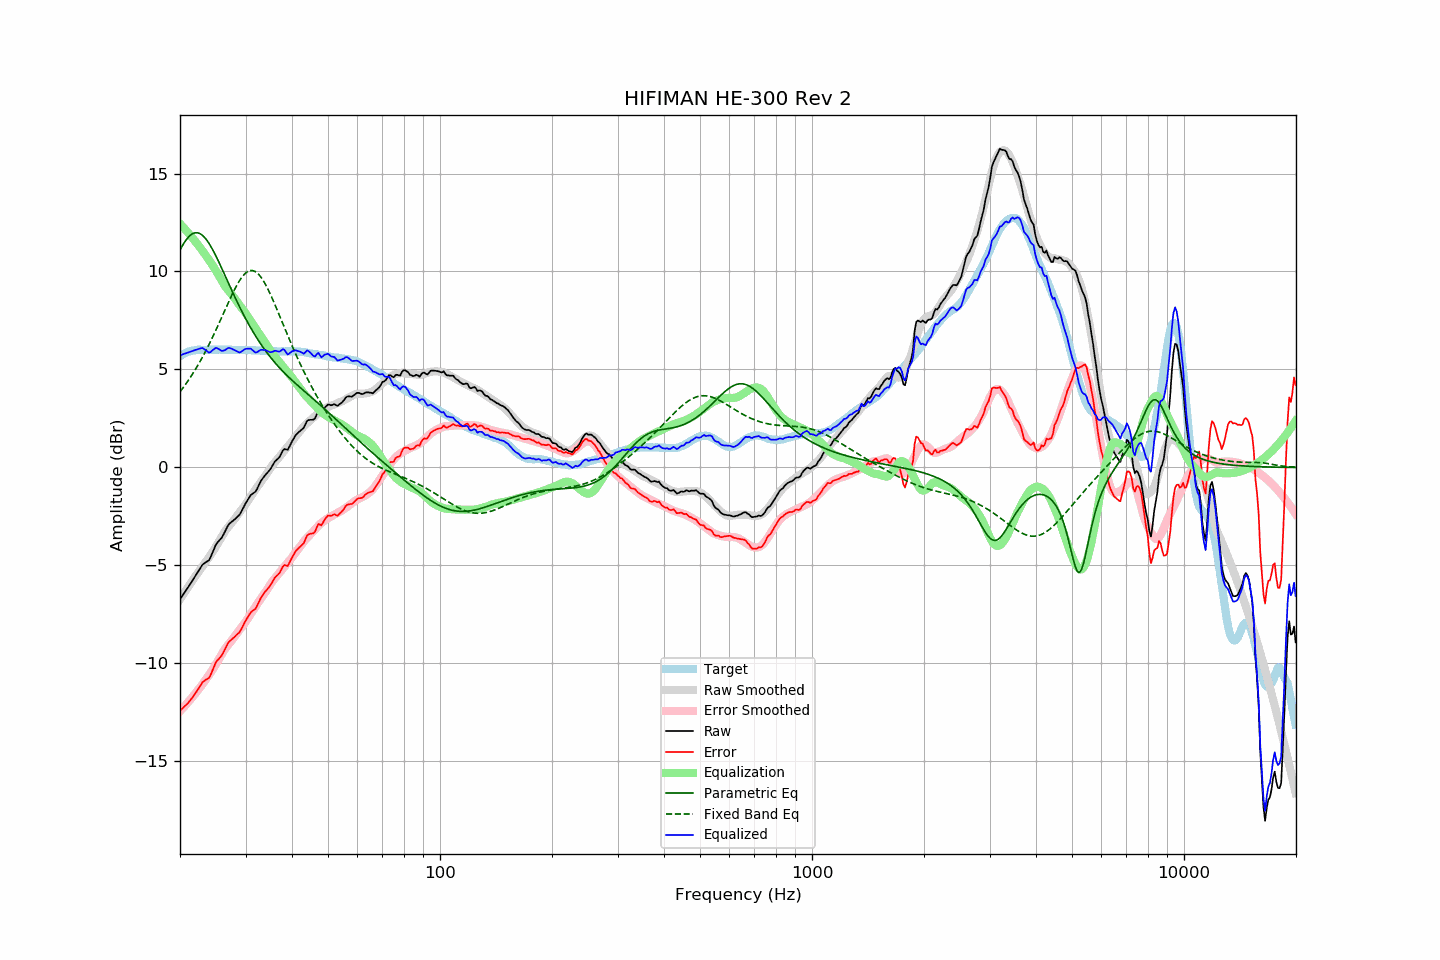 HIFIMAN HE-300 Rev 2
15
10
5
0
−5
−10
−15
Amplitude (dBr)
100
1000
10000
Frequency (Hz)
Target
Raw Smoothed
Error Smoothed
Raw
Error
Equalization
Parametric Eq
Fixed Band Eq
Equalized